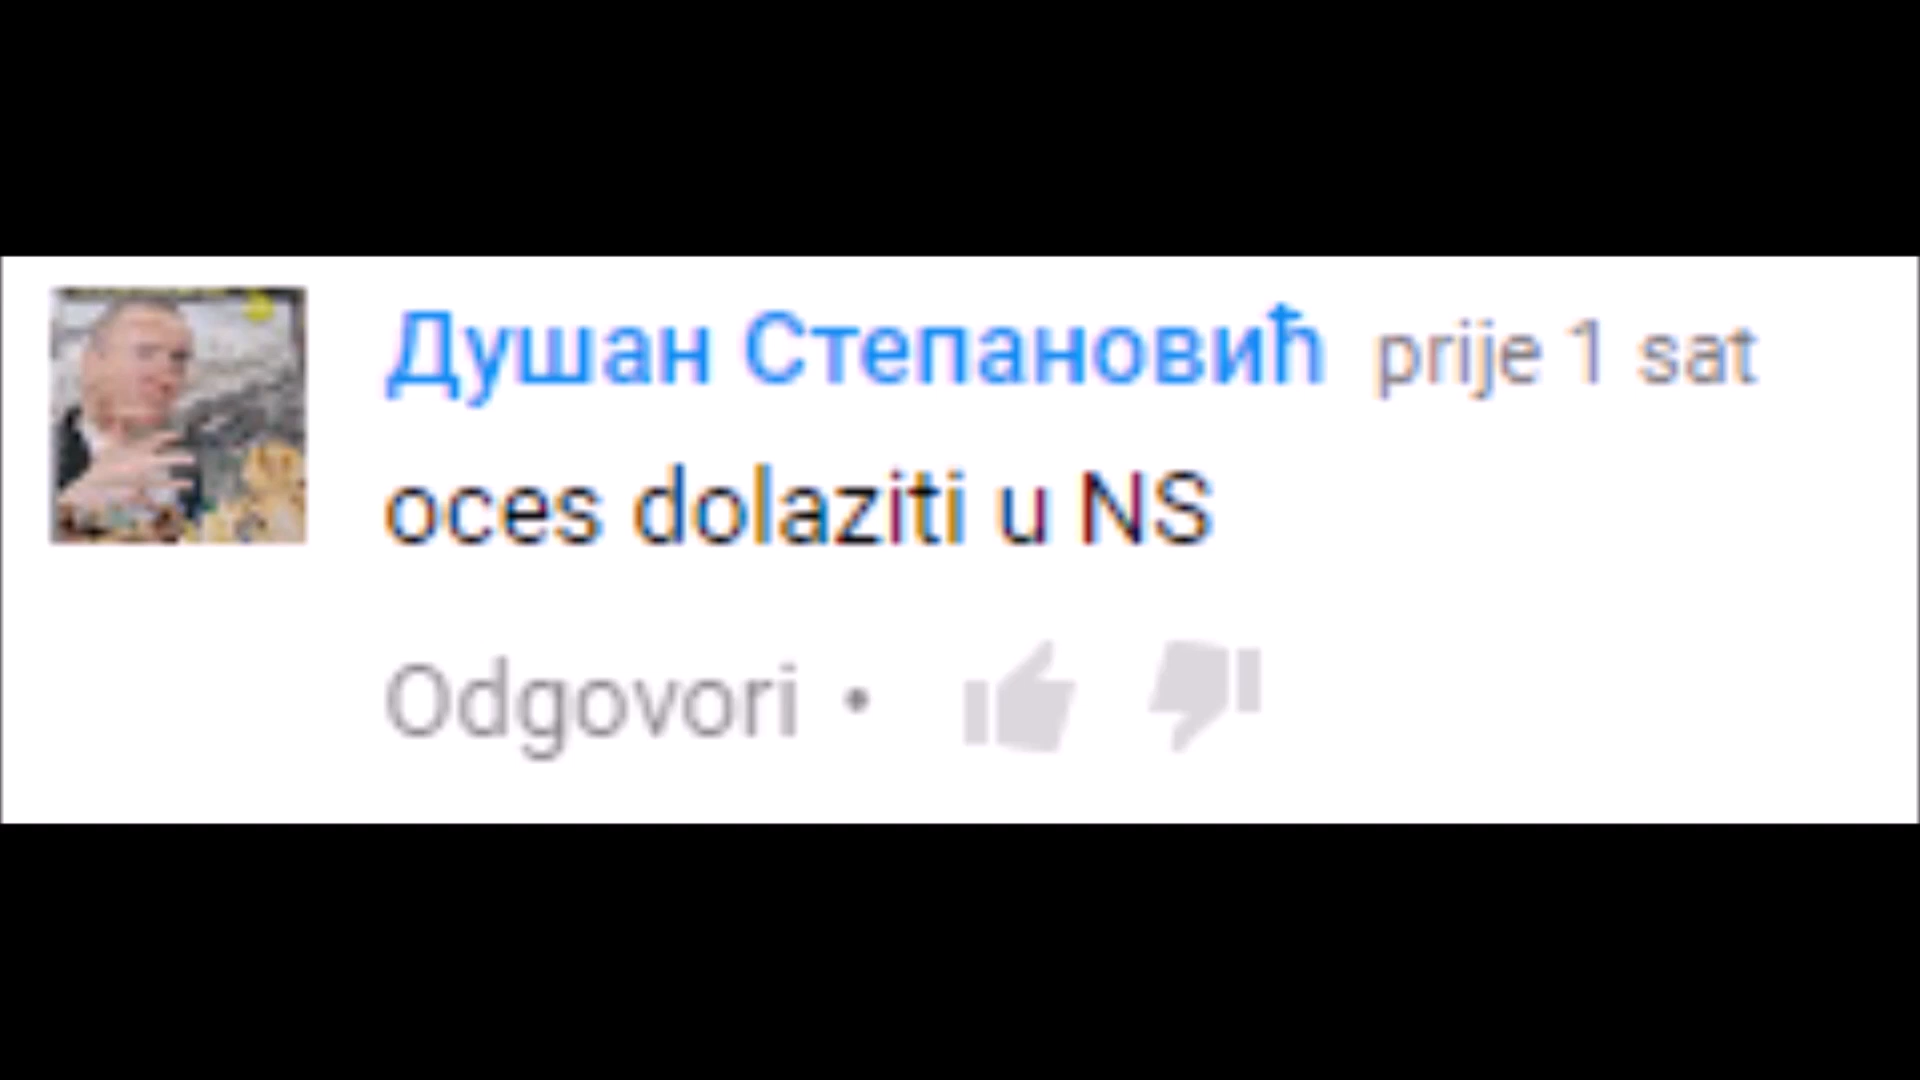 Душан Степановић prije 1 sat
oces dolaziti u NS
Odgovori •